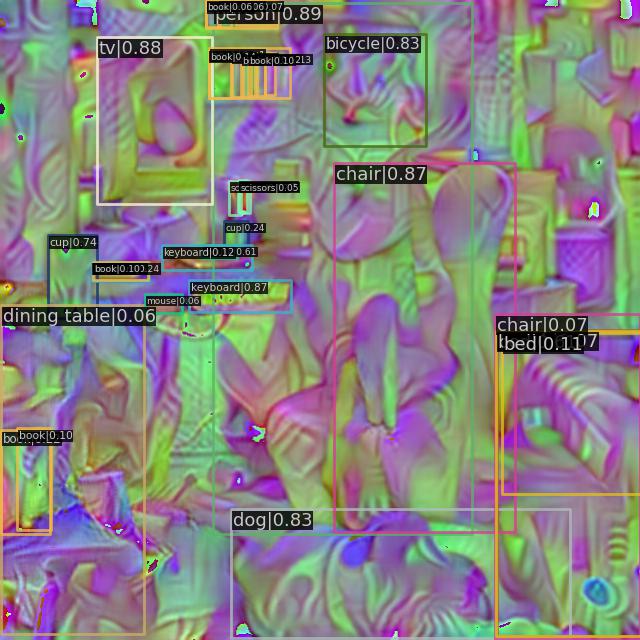 person|0.89
tv|0.88
bicycle|0.83
chair|0.87
scissors|0.05
cup|0.24
cup|0.74
keyboard|0.12
0.61
book|0.10
0.24
keyboard|0.87
mouse|0.06
dining table|0.06
chair|0.07
bed|0.11
book|0.10
dog|0.83